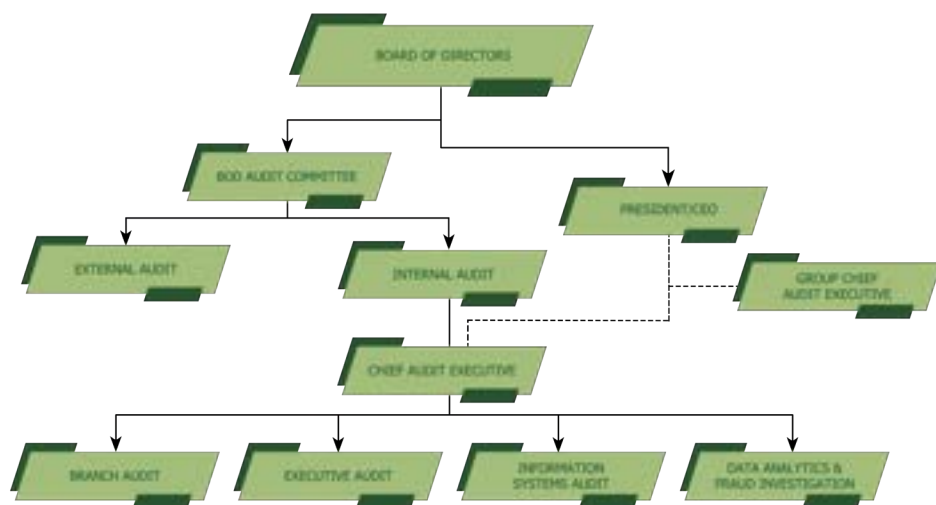 BOARD OF DIRECTORS
BOD AUDIT COMMITTEE
PRESIDENT/CEO
EXTERNAL AUDIT
INTERNAL AUDIT
GROUP CHIEF
AUDIT EXECUTIVE
CHIEF AUDIT EXECUTIVE
BRANCH AUDIT
EXECUTIVE AUDIT
INFORMATION
SYSTEMS AUDIT
DATA ANALYTICS &
FRAUD INVESTIGATION